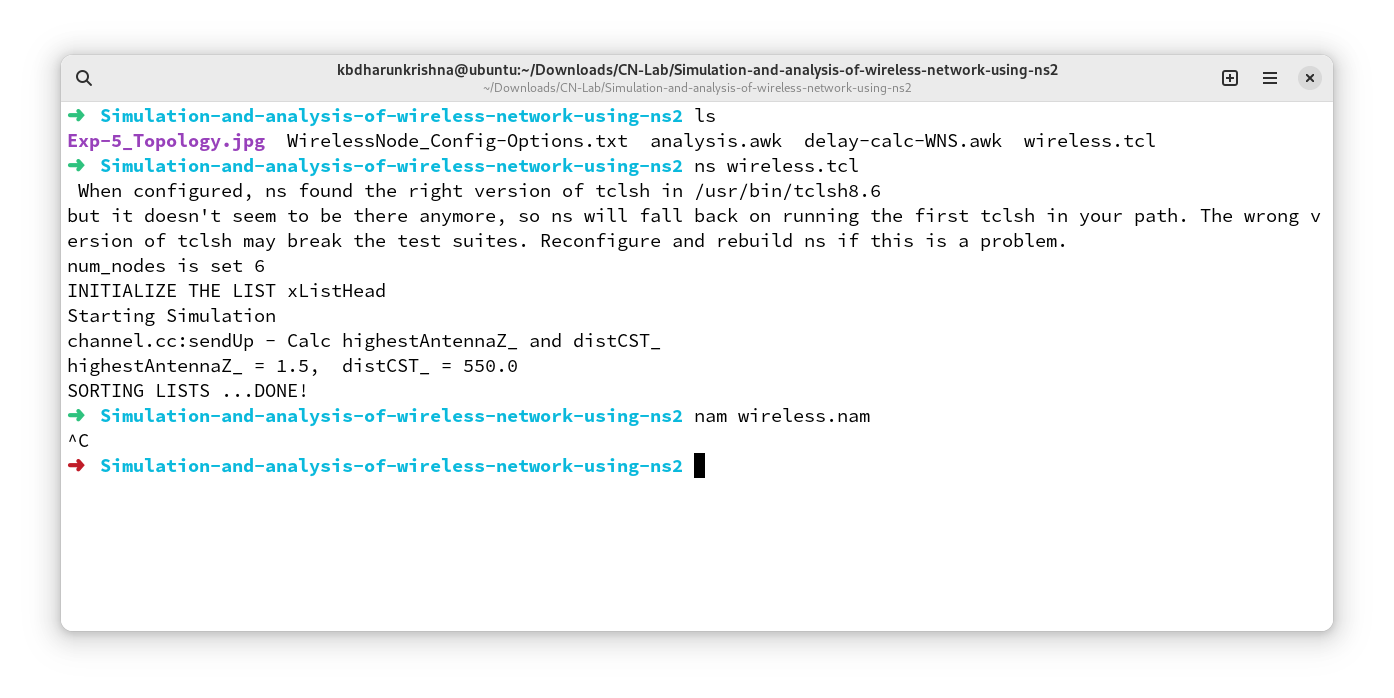 kbdharunkrishna@ubuntu:~/Downloads/CN-Lab/Simulation-and-analysis-of-wireless-network-using-ns2
~/Downloads/CN-Lab/Simulation-and-analysis-of-wireless-network-using-ns2
➜ Simulation-and-analysis-of-wireless-network-using-ns2 ls
Exp-5_Topology.jpg  WirelessNode_Config-Options.txt  analysis.awk  delay-calc-WNS.awk  wireless.tcl
➜ Simulation-and-analysis-of-wireless-network-using-ns2 ns wireless.tcl
 When configured, ns found the right version of tclsh in /usr/bin/tclsh8.6
but it doesn't seem to be there anymore, so ns will fall back on running the first tclsh in your path. The wrong v
ersion of tclsh may break the test suites. Reconfigure and rebuild ns if this is a problem.
num_nodes is set 6
INITIALIZE THE LIST xListHead
Starting Simulation
channel.cc:sendUp - Calc highestAntennaZ_ and distCST_
highestAntennaZ_ = 1.5,  distCST_ = 550.0
SORTING LISTS ...DONE!
➜ Simulation-and-analysis-of-wireless-network-using-ns2 nam wireless.nam
^C
➜ Simulation-and-analysis-of-wireless-network-using-ns2